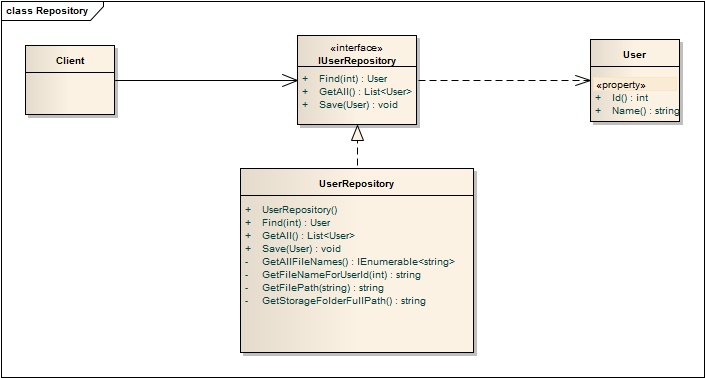 class Repository
Client
«interface»
IUserRepository
+ Find(int) : User
+ GetAll() : List<User>
+ Save(User) : void
User
«property»
+ Id() : int
+ Name() : string
UserRepository
+ UserRepository()
+ Find(int) : User
+ GetAll() : List<User>
+ Save(User) : void
- GetAllFileNames() : IEnumerable<string>
- GetFileNameForUserId(int) : string
- GetFilePath(string) : string
- GetStorageFolderFullPath() : string